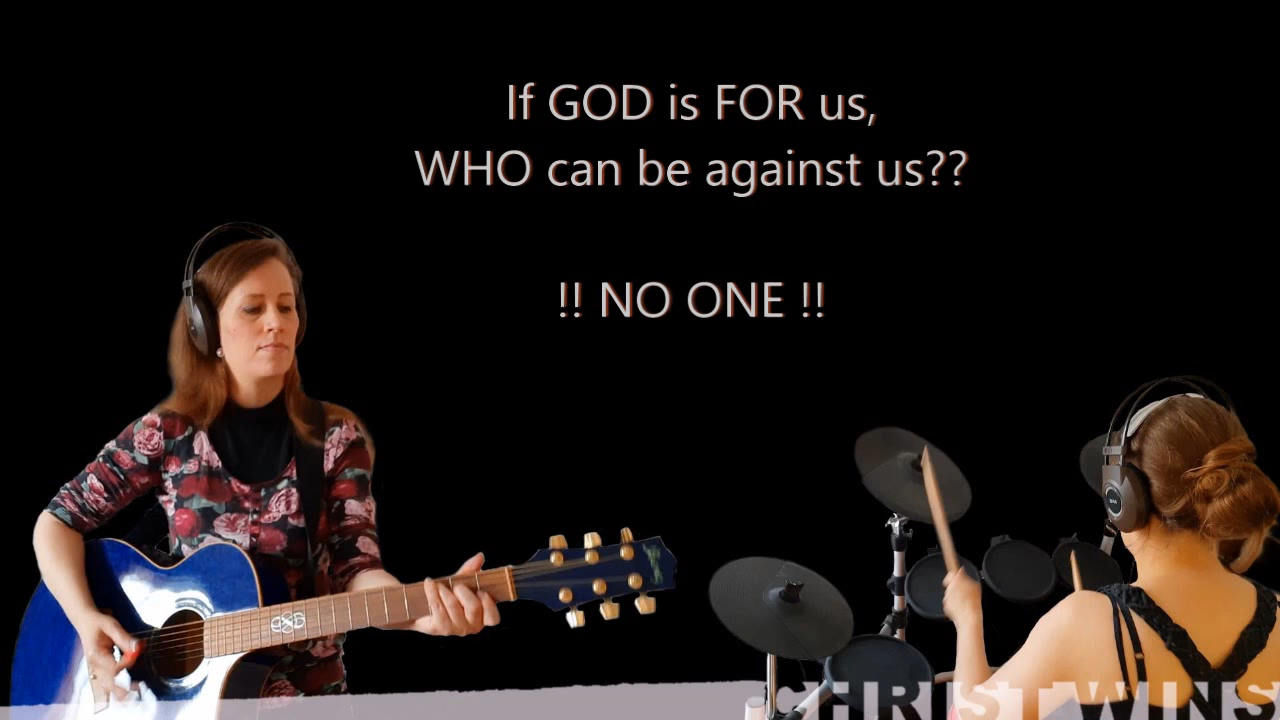 If GOD is FOR us,
WHO can be against us??
!! NO ONE !!
CHRIST WINS